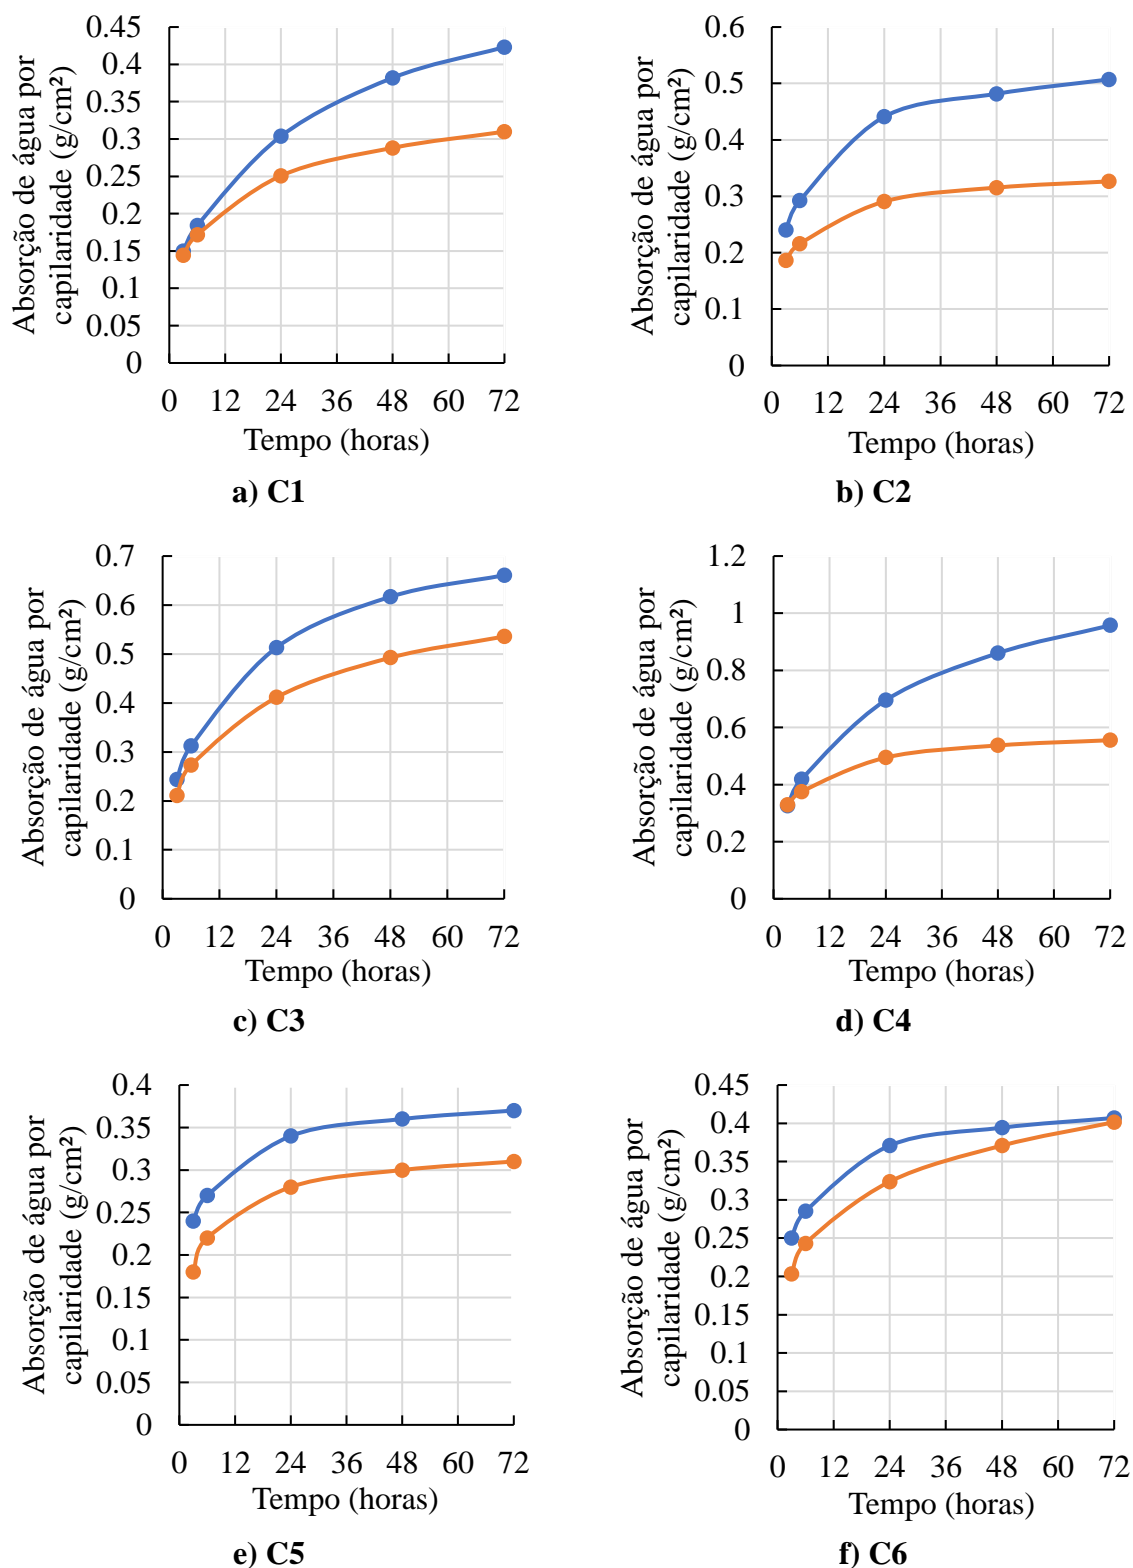 Absorção de água por
capilaridade (g/cm²)
0.45
0.4
0.35
0.3
0.25
0.2
0.15
0.1
0.05
0
0 12 24 36 48 60 72
Tempo (horas)
a) C1
Absorção de água por
capilaridade (g/cm²)
0.6
0.5
0.4
0.3
0.2
0.1
0
0 12 24 36 48 60 72
Tempo (horas)
b) C2
Absorção de água por
capilaridade (g/cm²)
0.7
0.6
0.5
0.4
0.3
0.2
0.1
0
0 12 24 36 48 60 72
Tempo (horas)
c) C3
Absorção de água por
capilaridade (g/cm²)
1.2
1
0.8
0.6
0.4
0.2
0
0 12 24 36 48 60 72
Tempo (horas)
d) C4
Absorção de água por
capilaridade (g/cm²)
0.4
0.35
0.3
0.25
0.2
0.15
0.1
0.05
0
0 12 24 36 48 60 72
Tempo (horas)
e) C5
Absorção de água por
capilaridade (g/cm²)
0.45
0.4
0.35
0.3
0.25
0.2
0.15
0.1
0.05
0
0 12 24 36 48 60 72
Tempo (horas)
f) C6